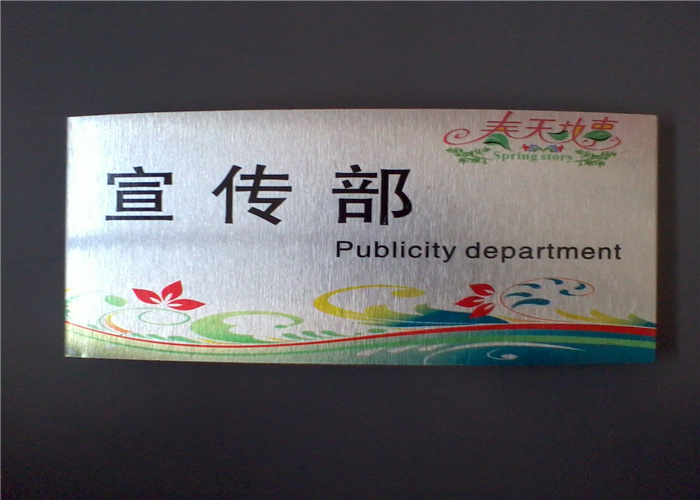 春天故事
Spring story
宣传部
Publicity department